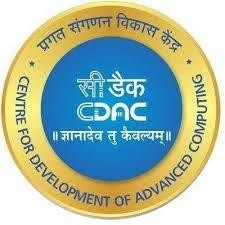 प्रगत संगणन विकास केंद्र
सी डैक
CDAC
॥ ज्ञानादेव तु कैवल्यम् ॥
CENTRE FOR DEVELOPMENT OF ADVANCED COMPUTING